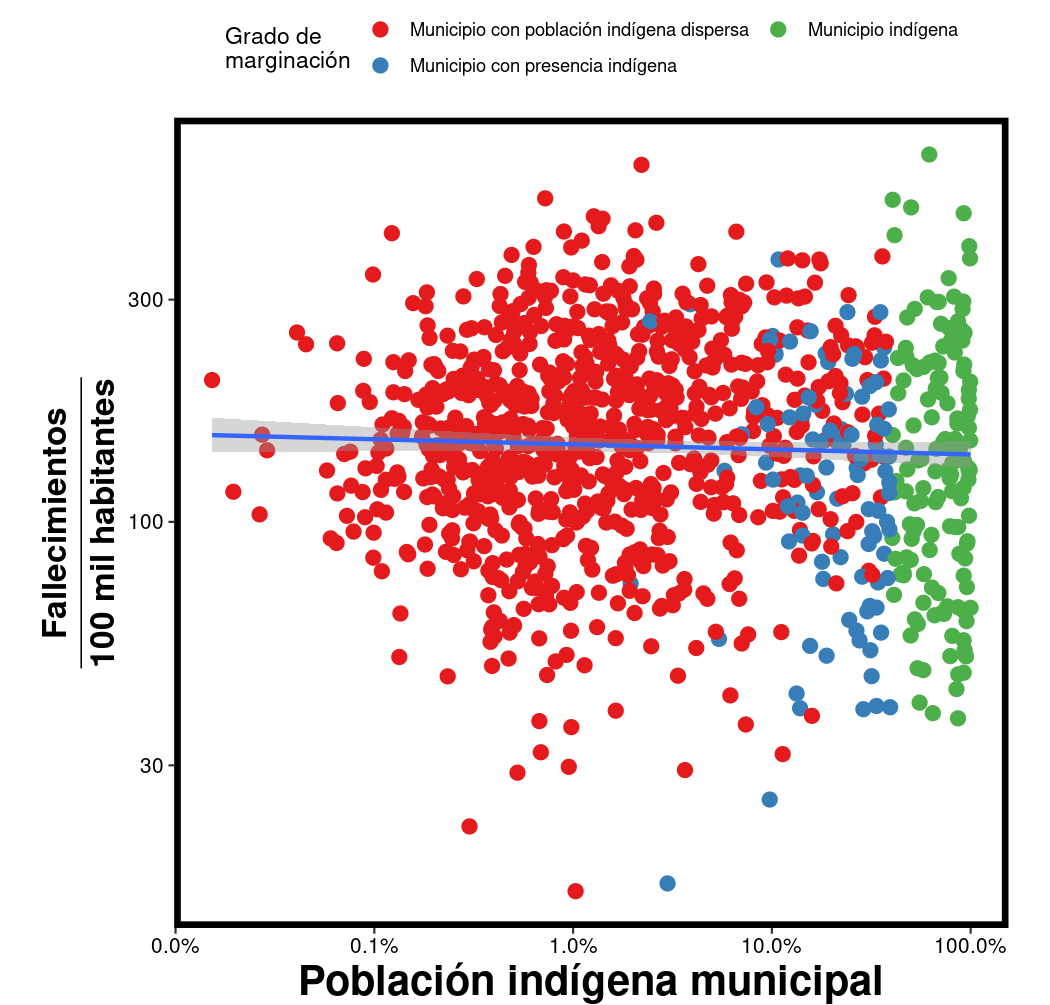 Grado de
marginación
Municipio con población indígena dispersa
Municipio indígena
Municipio con presencia indígena
Fallecimientos
100 mil habitantes
300
100
30
0.0%
0.1%
1.0%
10.0%
100.0%
Población indígena municipal